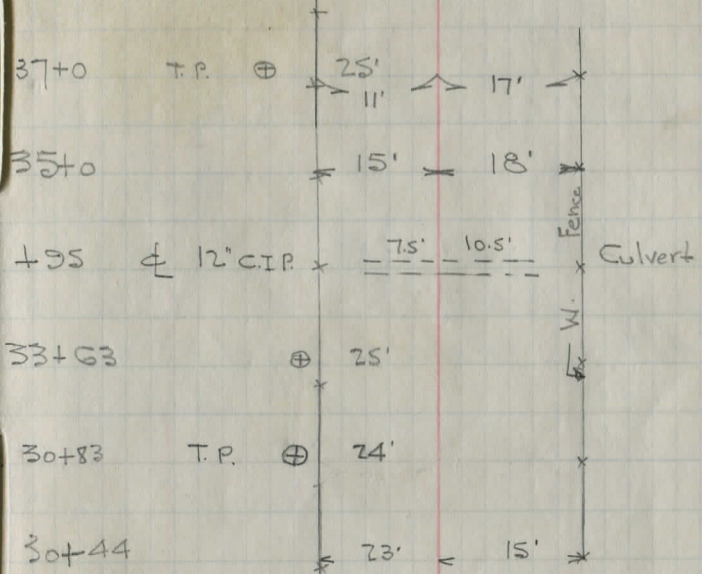 37+0 T.P. ⊕ 25'
11' 17'
35+0 15' 18'
7.5' 10.5'
+95 ℄ 12" C.I.P. Culvert
W. Fence
33+63 ⊕ 25'
30+83 T.P. ⊕ 24'
30+44 23' 15'